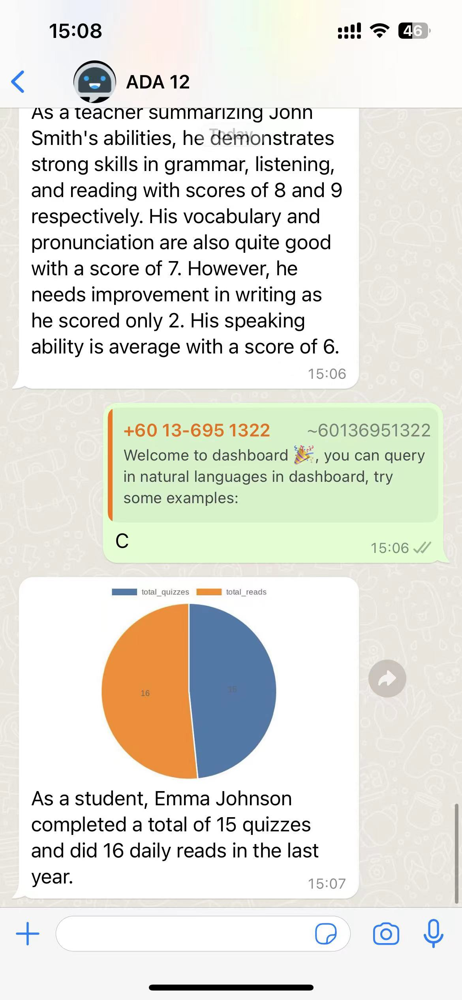 15:08
46
ADA 12
As a teacher summarizing John
Today
Smith's abilities, he demonstrates
strong skills in grammar, listening,
and reading with scores of 8 and 9
respectively. His vocabulary and
pronunciation are also quite good
with a score of 7. However, he
needs improvement in writing as
he scored only 2. His speaking
ability is average with a score of 6.
15:06
+60 13-695 1322 ~60136951322
Welcome to dashboard 🎉, you can query
in natural languages in dashboard, try
some examples:
C
15:06
total_quizzes total_reads
16 15
As a student, Emma Johnson
completed a total of 15 quizzes
and did 16 daily reads in the last
year.
15:07